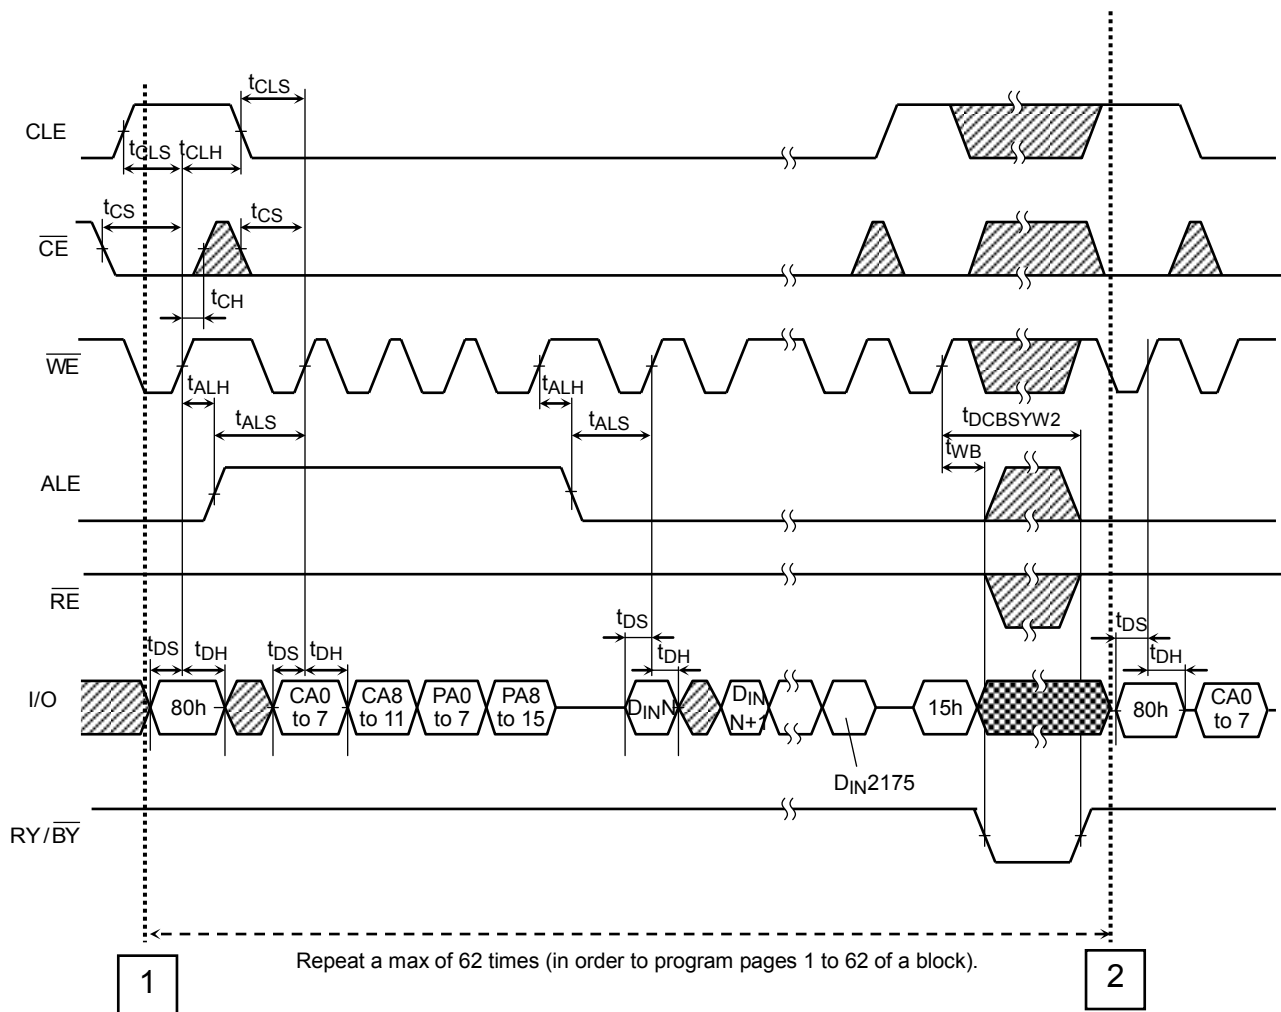 tCLS
CLE
tCLS tCLH
tCS tCS
CE
tCH
WE
tALH tALH
tALS tALS tDCBSYW2
tWB
ALE
RE
tDS tDH tDS tDH tDS tDH tDS tDH
I/O
80h
CA0 to 7
CA8 to 11
PA0 to 7
PA8 to 15
DINN
DIN N+1
15h
80h
CA0 to 7
DIN2175
RY/BY
Repeat a max of 62 times (in order to program pages 1 to 62 of a block).
1 2